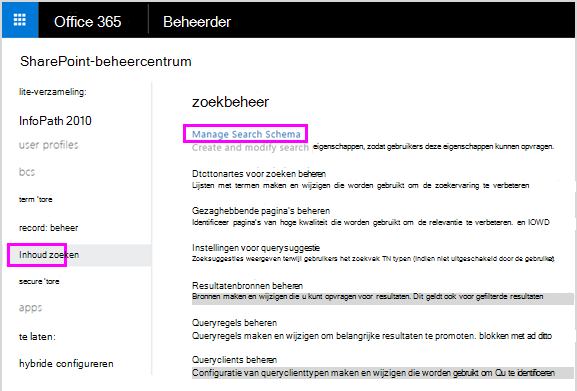 Office 365
Beheerder
SharePoint-beheercentrum
lite-verzameling:
InfoPath 2010
user profiles
bcs
term 'tore
record: beheer
Inhoud zoeken
secure 'tore
apps
te laten:
hybride configureren
zoekbeheer
Manage Search Schema
Create and modify search eigenschappen, zodat gebruikers deze eigenschappen kunnen opvragen.
Dtcttonartes voor zoeken beheren
Lijsten met termen maken en wijzigen die worden gebruikt om de zoekervaring te verbeteren
Gezaghebbende pagina's beheren
Identificeer pagina's van hoge kwaliteit die worden gebruikt om de relevantie te verbeteren. en IOWD
Instellingen voor querysuggestie
Zoeksuggesties weergeven terwijl gebruikers het zoekvak TN typen (indien niet uitgeschakeld door de gebruiker).
Resultatenbronnen beheren
Bronnen maken en wijzigen die u kunt opvragen voor resultaten. Dit geldt ook voor gefilterde resultaten
Queryregels beheren
Queryregels maken en wijzigen om belangrijke resultaten te promoten. blokken met ad ditto
Queryclients beheren
Configuratie van queryclienttypen maken en wijzigen die worden gebruikt om Qu te identificeren